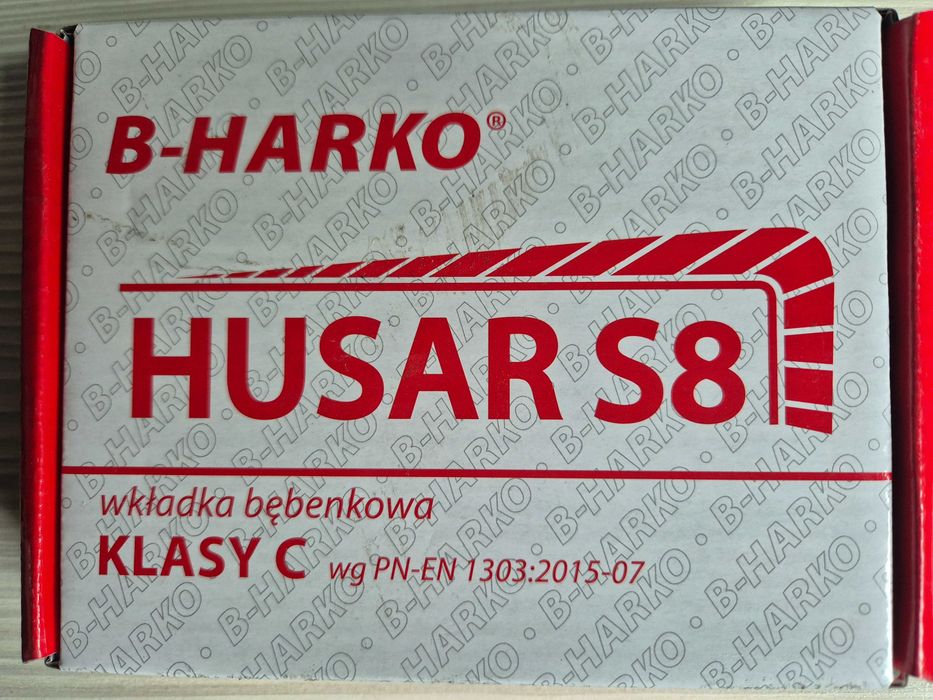 B-HARKO®
HUSAR S8
wkładka bębenkowa
KLASY C wg PN-EN 1303:2015-07